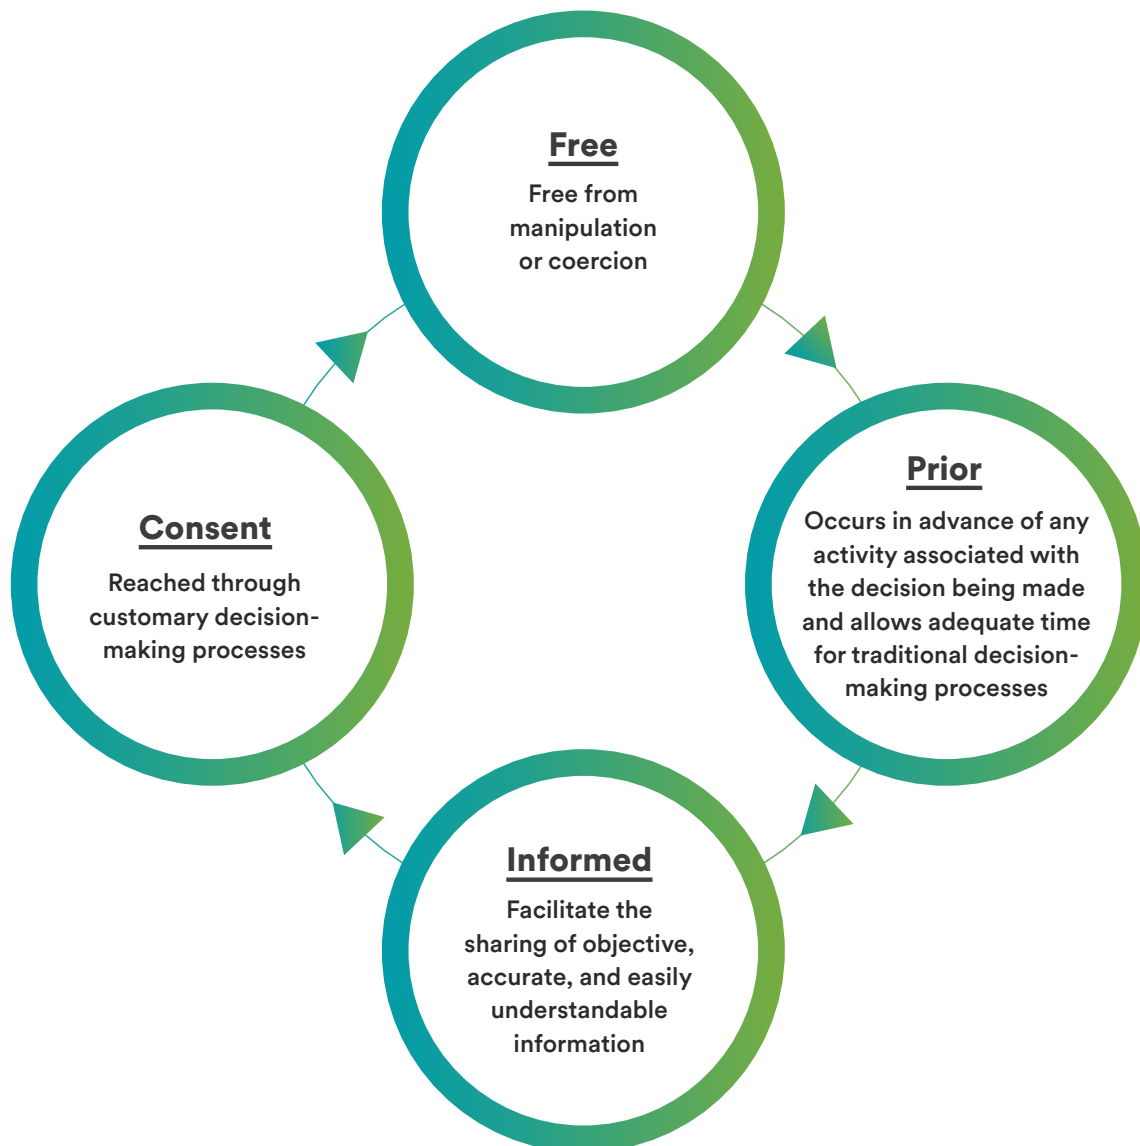 Free
Free from
manipulation
or coercion
Prior
Occurs in advance of any
activity associated with
the decision being made
and allows adequate time
for traditional decision-
making processes
Informed
Facilitate the
sharing of objective,
accurate, and easily
understandable
information
Consent
Reached through
customary decision-
making processes